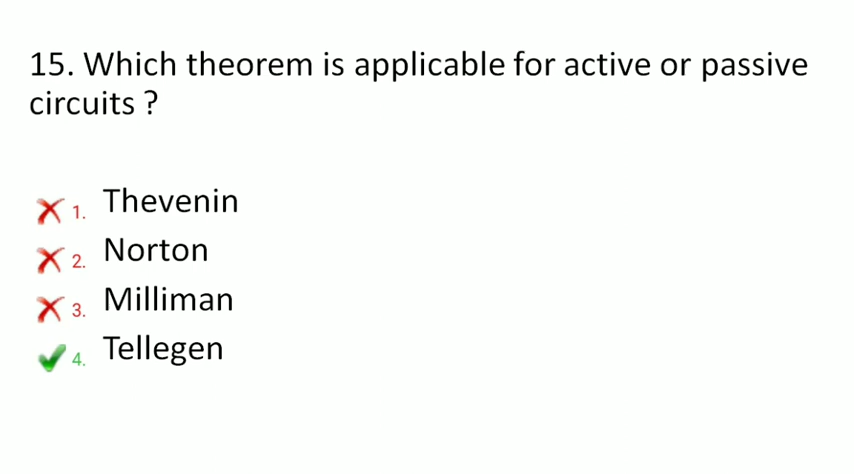 15. Which theorem is applicable for active or passive
circuits ?
1. Thevenin
2. Norton
3. Milliman
4. Tellegen